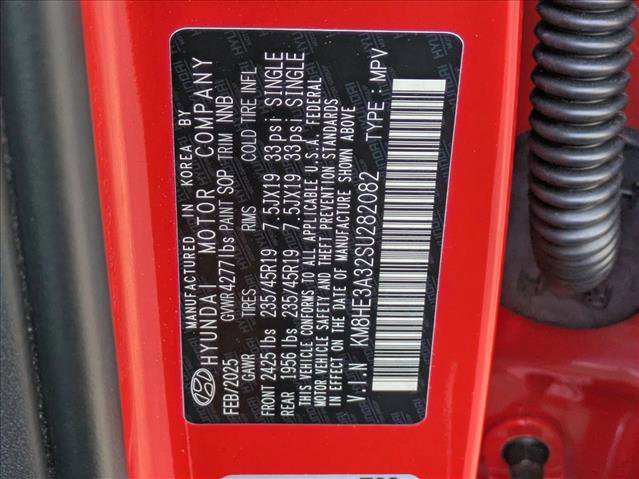 MANUFACTURED IN KOREA BY
HYUNDAI MOTOR COMPANY
FEB/2025 GVWR4277lbs PAINT SOP TRIM NNB
GAWR TIRES RIMS COLD TIRE INFL
FRONT 2425 lbs 235/45R19 7.5JX19 33psi SINGLE
REAR 1956 lbs 235/45R19 7.5JX19 33psi SINGLE
THIS VEHICLE CONFORMS TO ALL APPLICABLE U.S.A. FEDERAL
MOTOR VEHICLE SAFETY AND THEFT PREVENTION STANDARDS
IN EFFECT ON THE DATE OF MANUFACTURE SHOWN ABOVE
V.I.N KM8HE3A32SU282082 TYPE : MPV